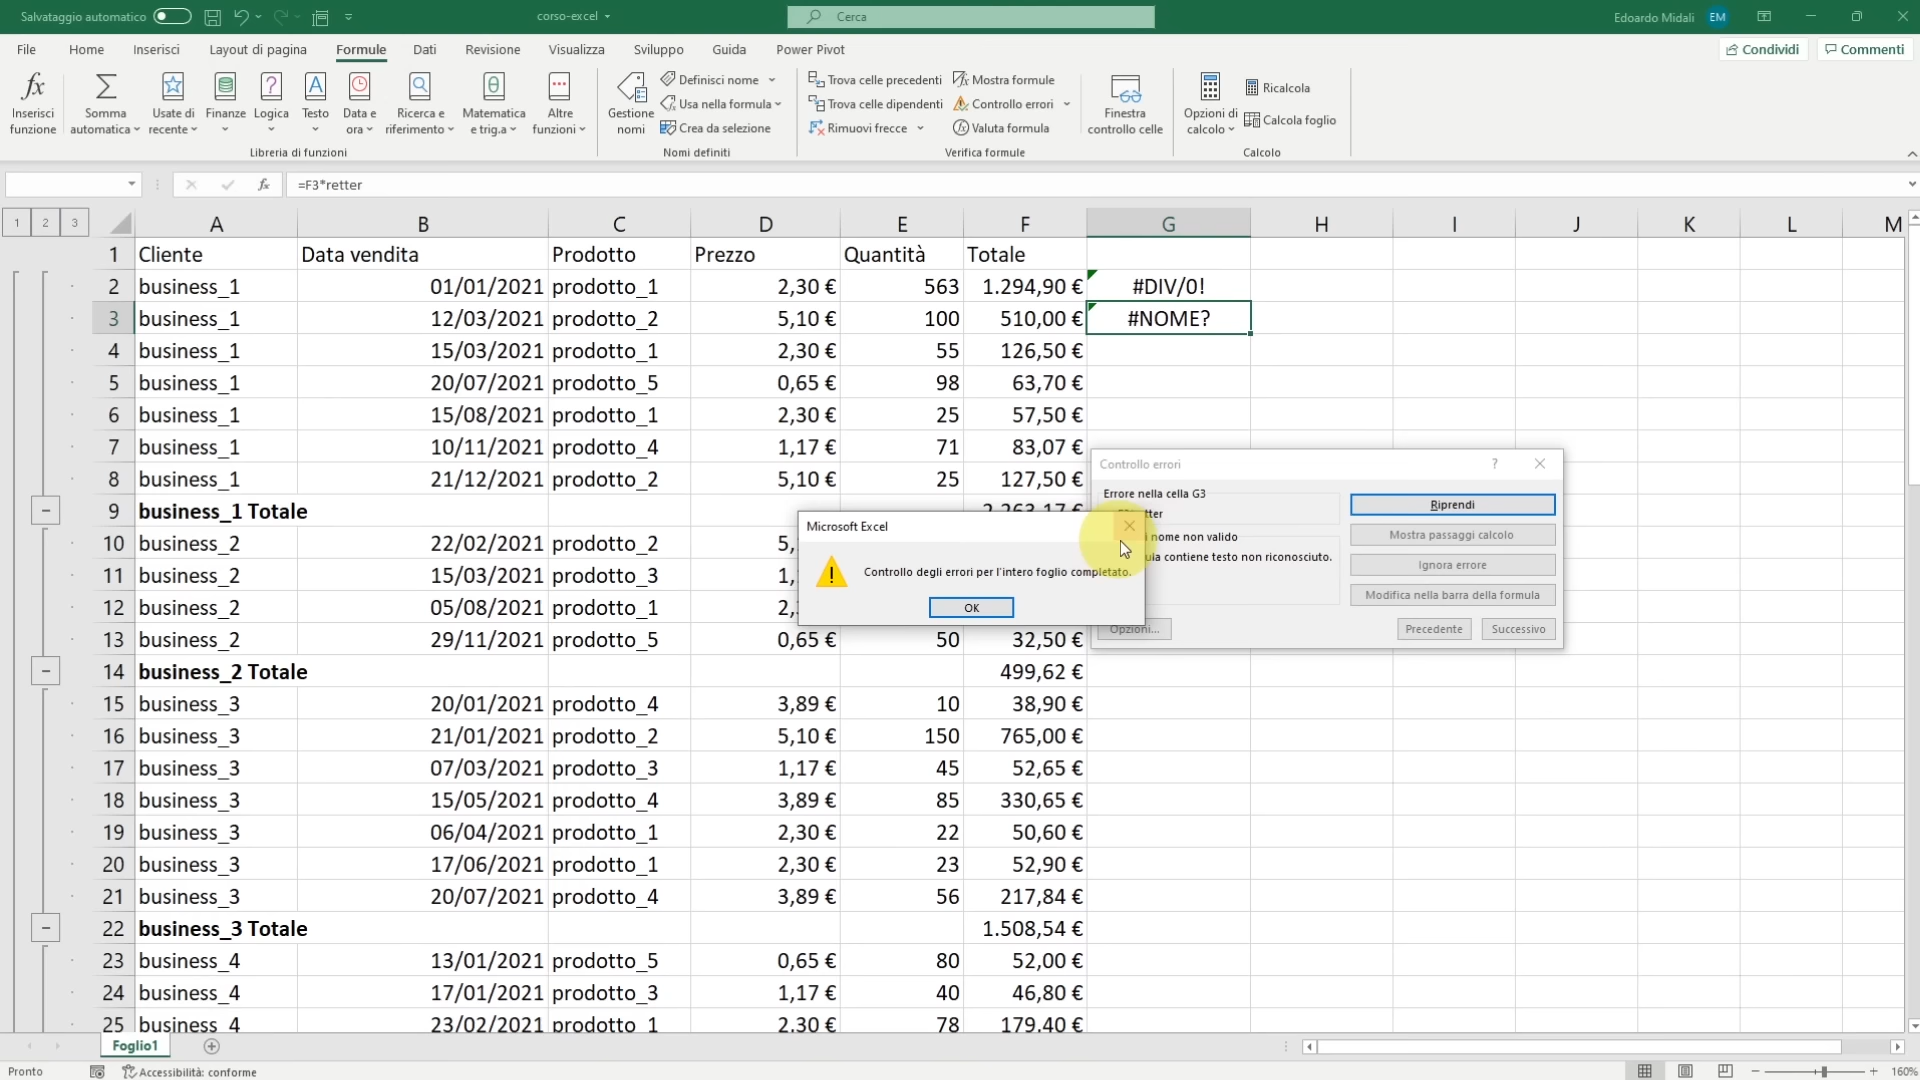 Salvataggio automatico
corso-excel
Cerca
Edoardo Midali EM
File Home Inserisci Layout di pagina Formule Dati Revisione Visualizza Sviluppo Guida Power Pivot
Condividi Commenti
Inserisci funzione
Somma automatica
Usate di recente
Finanze
Logica
Testo
Data e ora
Ricerca e riferimento
Matematica e trig.a
Altre funzioni
Libreria di funzioni
Gestione nomi
Definisci nome
Usa nella formula
Crea da selezione
Nomi definiti
Trova celle precedenti
Trova celle dipendenti
Rimuovi frecce
Mostra formule
Controllo errori
Valuta formula
Verifica formule
Finestra controllo celle
Opzioni di calcolo
Ricalcola
Calcola foglio
Calcolo
fx =F3*retter
1 2 3 A B C D E F G H I J K L M
1 Cliente Data vendita Prodotto Prezzo Quantità Totale
2 business_1 01/01/2021 prodotto_1 2,30 € 563 1.294,90 € #DIV/0!
3 business_1 12/03/2021 prodotto_2 5,10 € 100 510,00 € #NOME?
4 business_1 15/03/2021 prodotto_1 2,30 € 55 126,50 €
5 business_1 20/07/2021 prodotto_5 0,65 € 98 63,70 €
6 business_1 15/08/2021 prodotto_1 2,30 € 25 57,50 €
7 business_1 10/11/2021 prodotto_4 1,17 € 71 83,07 €
8 business_1 21/12/2021 prodotto_2 5,10 € 25 127,50 €
9 business_1 Totale
10 business_2 22/02/2021 prodotto_2
11 business_2 15/03/2021 prodotto_3
12 business_2 05/08/2021 prodotto_1
13 business_2 29/11/2021 prodotto_5 0,65 € 50 32,50 €
14 business_2 Totale 499,62 €
15 business_3 20/01/2021 prodotto_4 3,89 € 10 38,90 €
16 business_3 21/01/2021 prodotto_2 5,10 € 150 765,00 €
17 business_3 07/03/2021 prodotto_3 1,17 € 45 52,65 €
18 business_3 15/05/2021 prodotto_4 3,89 € 85 330,65 €
19 business_3 06/04/2021 prodotto_1 2,30 € 22 50,60 €
20 business_3 17/06/2021 prodotto_1 2,30 € 23 52,90 €
21 business_3 20/07/2021 prodotto_4 3,89 € 56 217,84 €
22 business_3 Totale 1.508,54 €
23 business_4 13/01/2021 prodotto_5 0,65 € 80 52,00 €
24 business_4 17/01/2021 prodotto_3 1,17 € 40 46,80 €
25 business_4 23/02/2021 prodotto_1 2,30 € 78 179,40 €
Controllo errori ?
Errore nella cella G3
nome non valido
contiene testo non riconosciuto.
Riprendi
Mostra passaggi calcolo
Ignora errore
Modifica nella barra della formula
Opzioni...
Precedente Successivo
Microsoft Excel
Controllo degli errori per l'intero foglio completato.
OK
Foglio1
Pronto
Accessibilità: conforme
160%